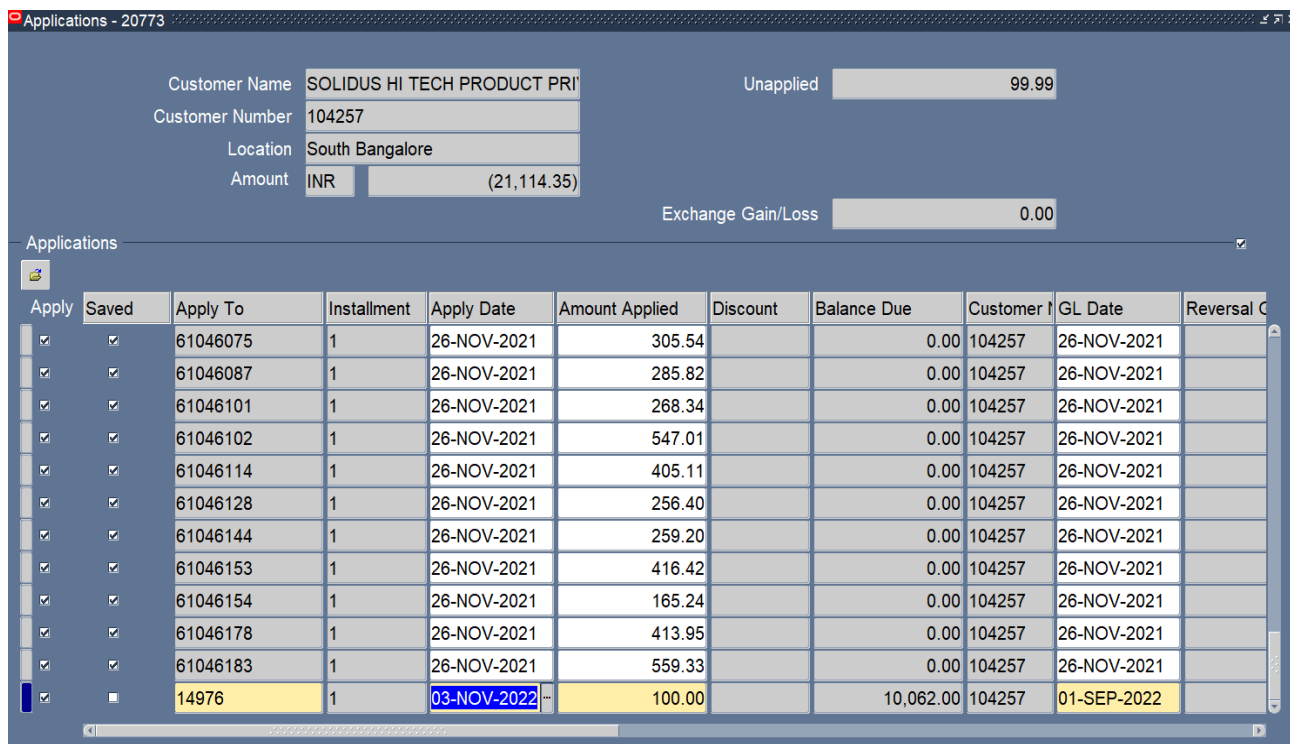 Applications - 20773
Customer Name SOLIDUS HI TECH PRODUCT PRI Unapplied 99.99
Customer Number 104257
Location South Bangalore
Amount INR (21,114.35)
Exchange Gain/Loss 0.00
Applications
Apply Saved Apply To Installment Apply Date Amount Applied Discount Balance Due Customer GL Date Reversal
61046075 1 26-NOV-2021 305.54 0.00 104257 26-NOV-2021
61046087 1 26-NOV-2021 285.82 0.00 104257 26-NOV-2021
61046101 1 26-NOV-2021 268.34 0.00 104257 26-NOV-2021
61046102 1 26-NOV-2021 547.01 0.00 104257 26-NOV-2021
61046114 1 26-NOV-2021 405.11 0.00 104257 26-NOV-2021
61046128 1 26-NOV-2021 256.40 0.00 104257 26-NOV-2021
61046144 1 26-NOV-2021 259.20 0.00 104257 26-NOV-2021
61046153 1 26-NOV-2021 416.42 0.00 104257 26-NOV-2021
61046154 1 26-NOV-2021 165.24 0.00 104257 26-NOV-2021
61046178 1 26-NOV-2021 413.95 0.00 104257 26-NOV-2021
61046183 1 26-NOV-2021 559.33 0.00 104257 26-NOV-2021
14976 1 03-NOV-2022 ... 100.00 10,062.00 104257 01-SEP-2022